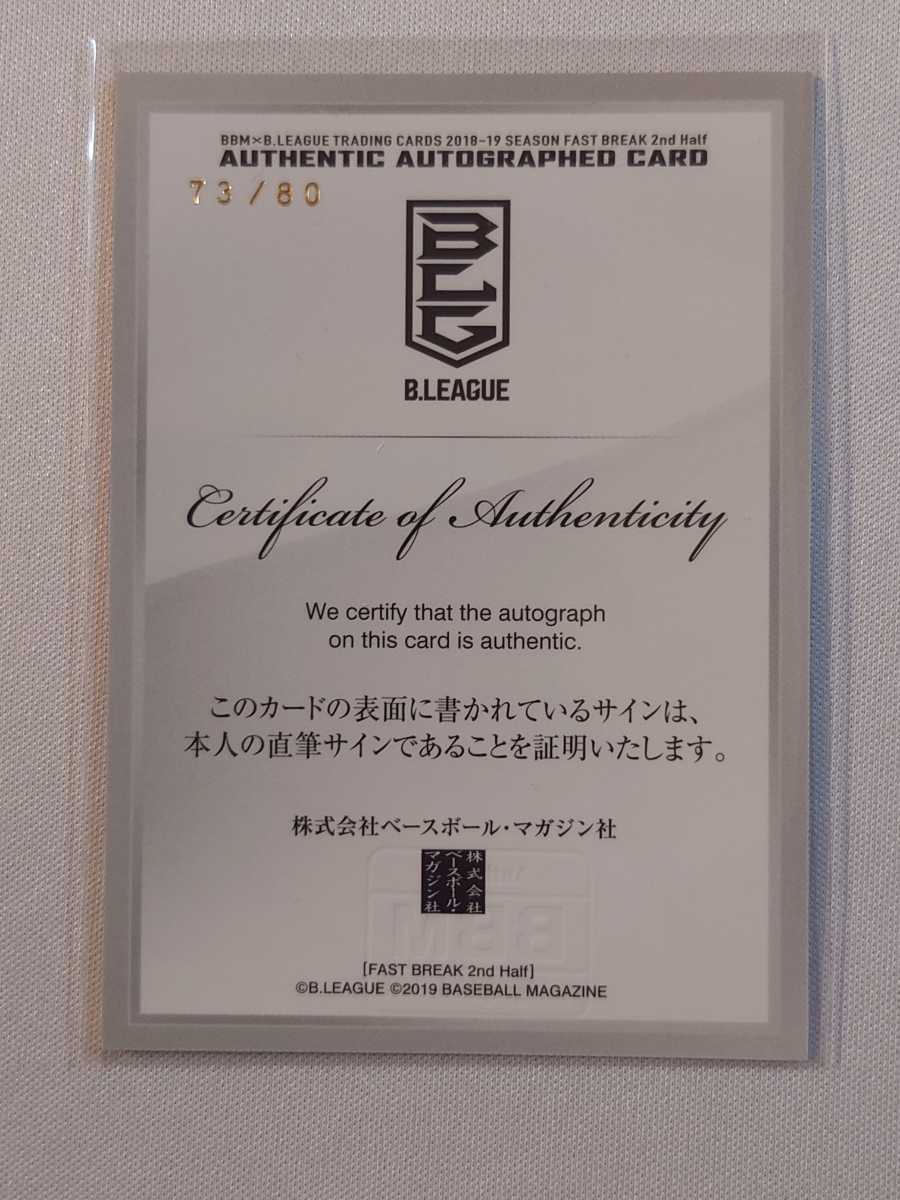 BBM×B.LEAGUE TRADING CARDS 2018-19 SEASON FAST BREAK 2nd Half
AUTHENTIC AUTOGRAPHED CARD
73/80
BLG
B.LEAGUE
Certificate of Authenticity
We certify that the autograph
on this card is authentic.
このカードの表面に書かれているサインは、
本人の直筆サインであることを証明いたします。
株式会社ベースボール・マガジン社
株式会社
ベースボール・
マガジン社
BBM
[FAST BREAK 2nd Half]
©B.LEAGUE ©2019 BASEBALL MAGAZINE